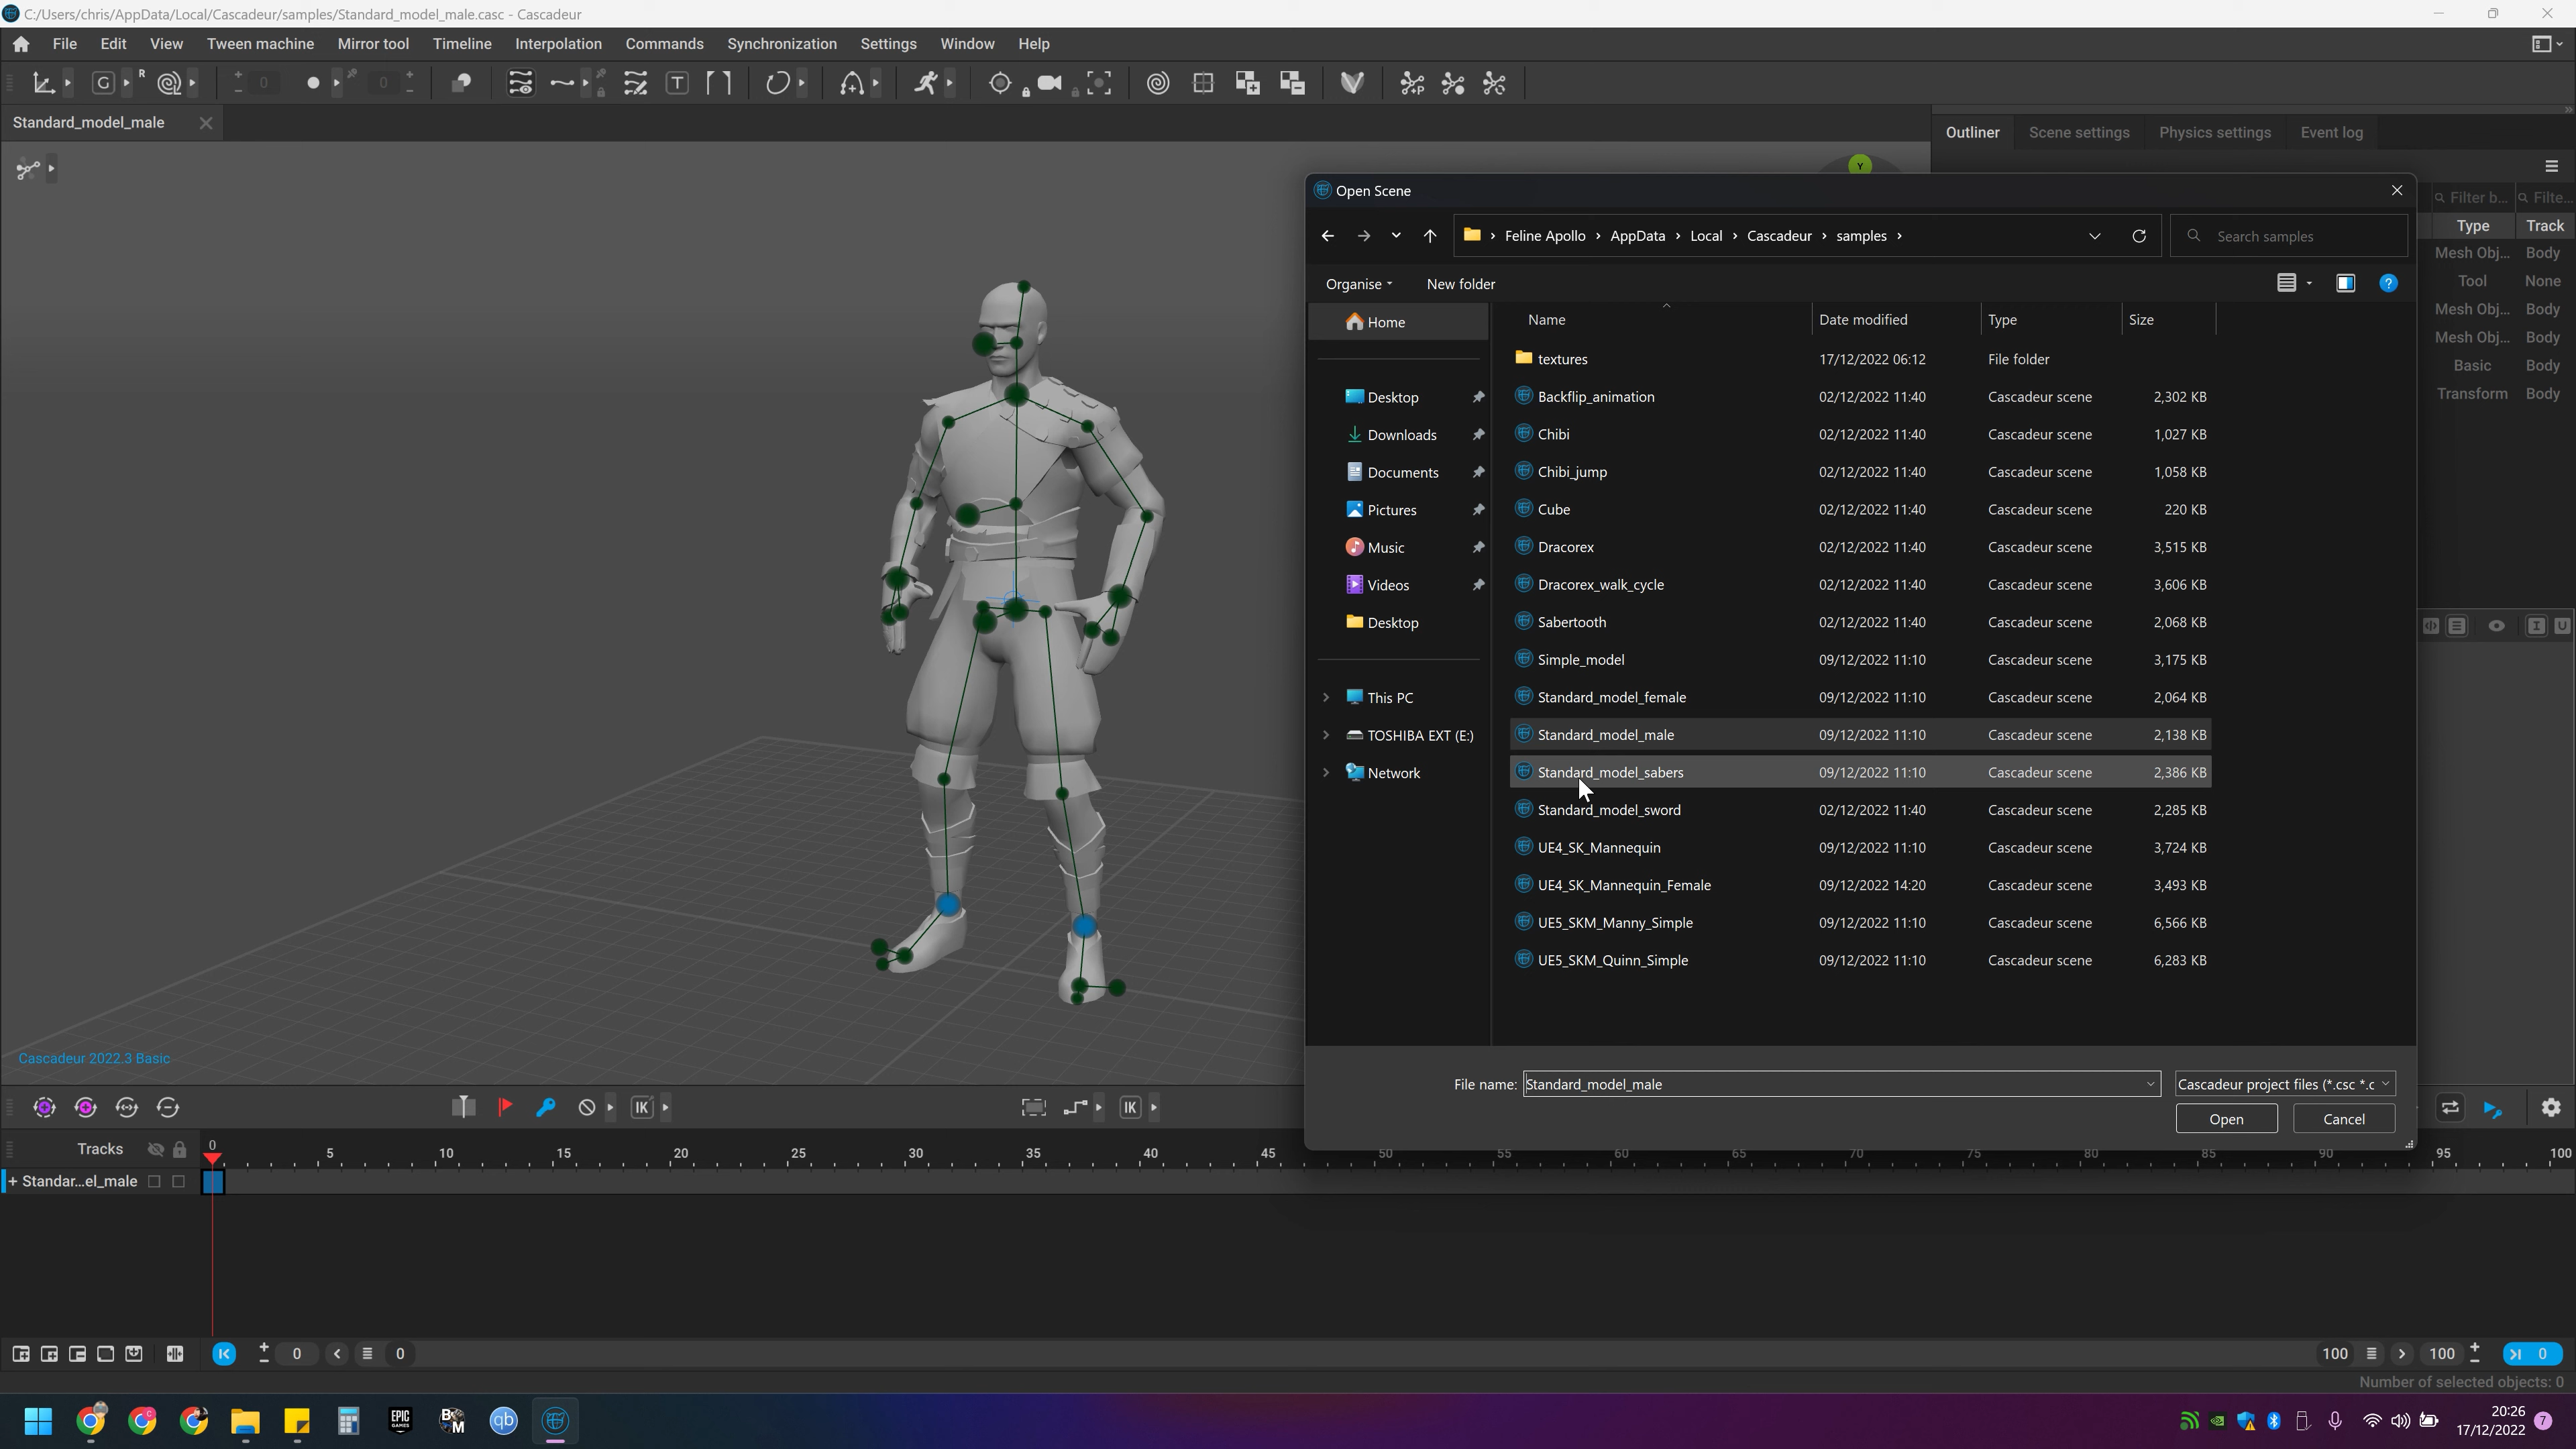 C:/Users/chris/AppData/Local/Cascadeur/samples/Standard_model_male.casc - Cascadeur
File Edit View Tween machine Mirror tool Timeline Interpolation Commands Synchronization Settings Window Help
G R 0 0 T
Standard_model_male
Outliner Scene settings Physics settings Event log
Y
Open Scene
Filter b... Filte...
Feline Apollo > AppData > Local > Cascadeur > samples >
Search samples
Type Track
Organise New folder
Mesh Obj... Body
Tool None
Mesh Obj... Body
Mesh Obj... Body
Basic Body
Transform Body
Home
Desktop
Downloads
Documents
Pictures
Music
Videos
Desktop
This PC
TOSHIBA EXT (E:)
Network
Name Date modified Type Size
textures 17/12/2022 06:12 File folder
Backflip_animation 02/12/2022 11:40 Cascadeur scene 2,302 KB
Chibi 02/12/2022 11:40 Cascadeur scene 1,027 KB
Chibi_jump 02/12/2022 11:40 Cascadeur scene 1,058 KB
Cube 02/12/2022 11:40 Cascadeur scene 220 KB
Dracorex 02/12/2022 11:40 Cascadeur scene 3,515 KB
Dracorex_walk_cycle 02/12/2022 11:40 Cascadeur scene 3,606 KB
Sabertooth 02/12/2022 11:40 Cascadeur scene 2,068 KB
Simple_model 09/12/2022 11:10 Cascadeur scene 3,175 KB
Standard_model_female 09/12/2022 11:10 Cascadeur scene 2,064 KB
Standard_model_male 09/12/2022 11:10 Cascadeur scene 2,138 KB
Standard_model_sabers 09/12/2022 11:10 Cascadeur scene 2,386 KB
Standard_model_sword 02/12/2022 11:40 Cascadeur scene 2,285 KB
UE4_SK_Mannequin 09/12/2022 11:10 Cascadeur scene 3,724 KB
UE4_SK_Mannequin_Female 09/12/2022 14:20 Cascadeur scene 3,493 KB
UE5_SKM_Manny_Simple 09/12/2022 11:10 Cascadeur scene 6,566 KB
UE5_SKM_Quinn_Simple 09/12/2022 11:10 Cascadeur scene 6,283 KB
I U
File name: Standard_model_male
Cascadeur project files (*.csc *.c
Open Cancel
Cascadeur 2022.3 Basic
IK IK
Tracks
0 5 10 15 20 25 30 35 40 45 50 55 60 65 70 75 80 85 90 95 100
+ Standar...el_male
0 0 100 100 0
Number of selected objects: 0
EPIC GAMES
B M
qb
20:26
17/12/2022
7